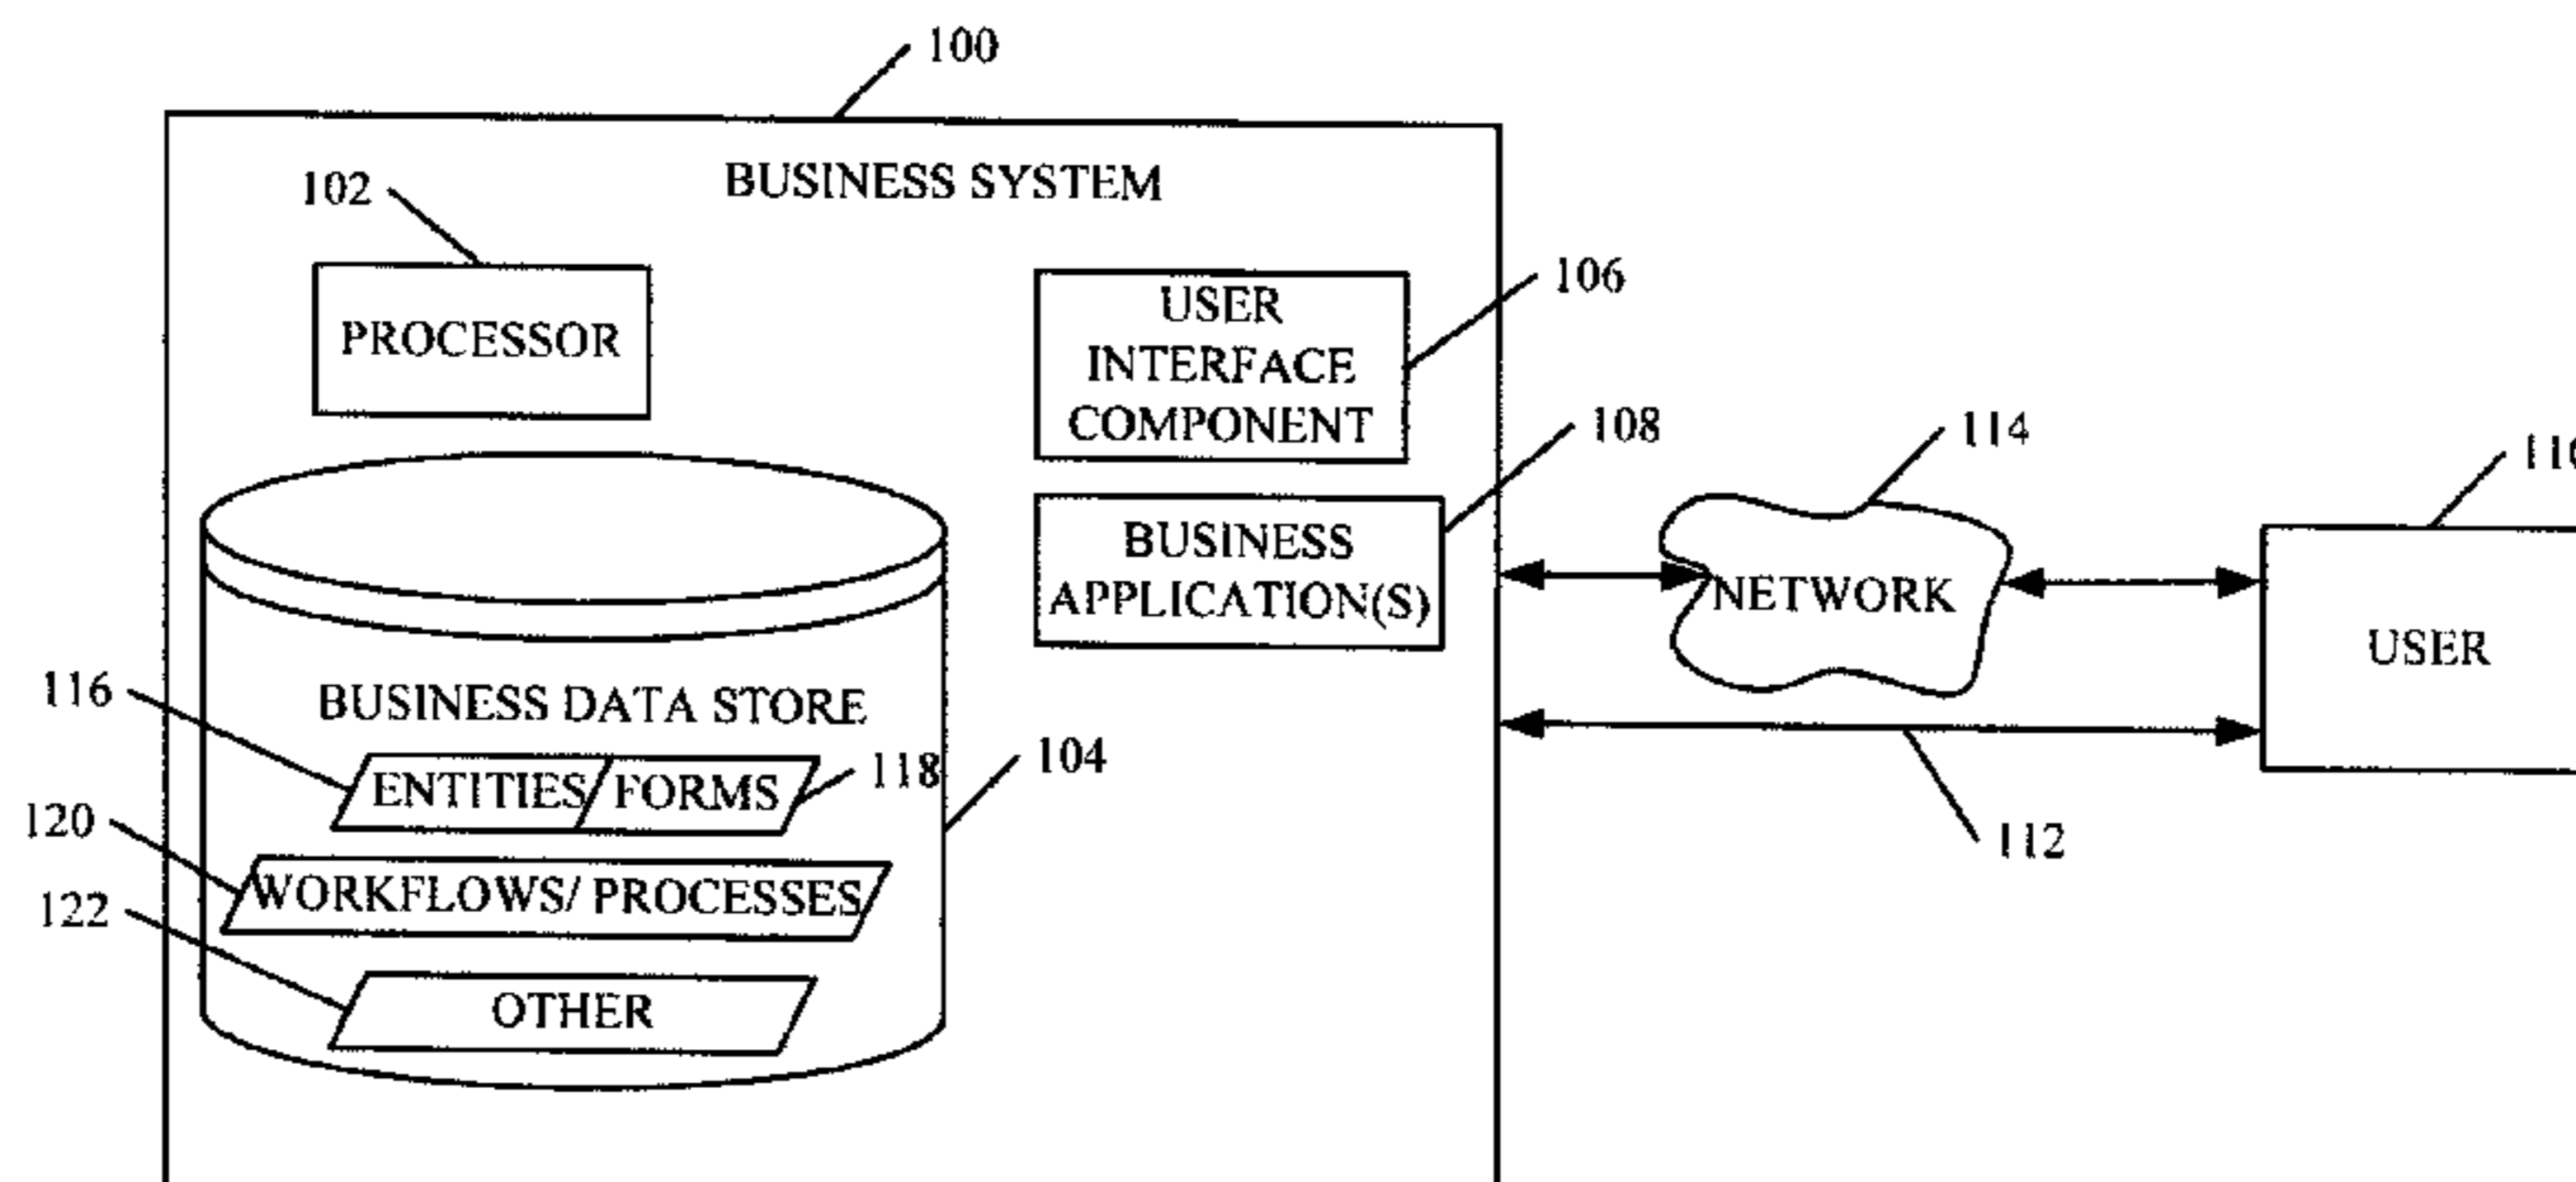 100
BUSINESS SYSTEM
102
PROCESSOR
USER
INTERFACE
COMPONENT
106
108
BUSINESS
APPLICATION(S)
114
NETWORK
USER
112
BUSINESS DATA STORE
104
116
ENTITIES
FORMS
118
120
WORKFLOWS/ PROCESSES
122
OTHER